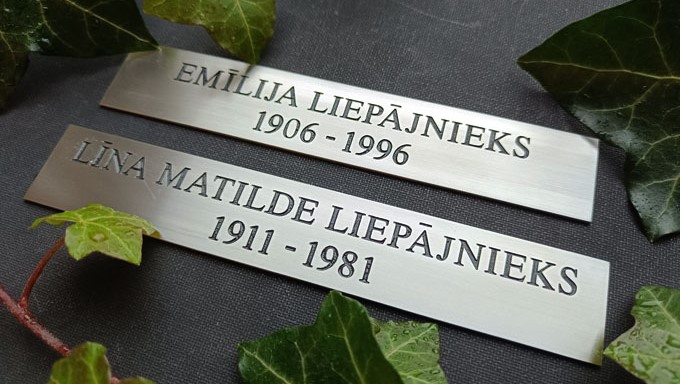 EMĪLIJA LIEPĀJNIEKS
1906 - 1996
LĪNA MATILDE LIEPĀJNIEKS
1911 - 1981